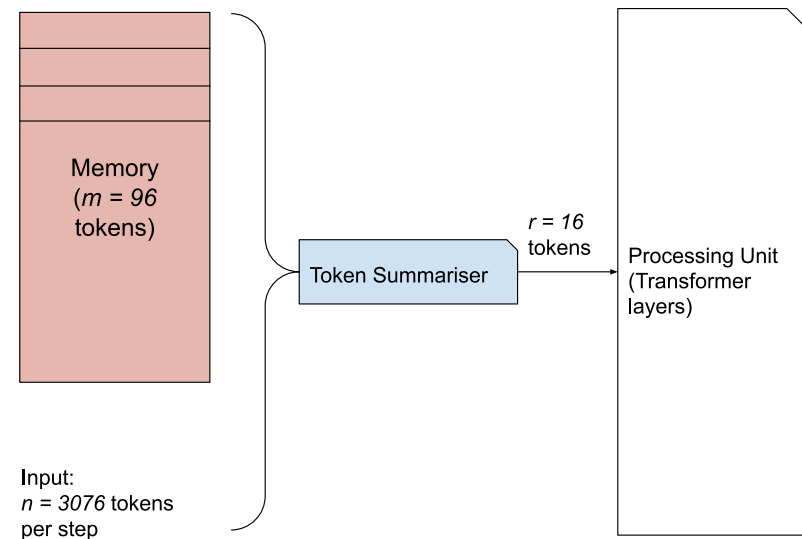 Memory
(m = 96
tokens)
Input:
n = 3076 tokens
per step
Token Summariser
r = 16
tokens
Processing Unit
(Transformer
layers)